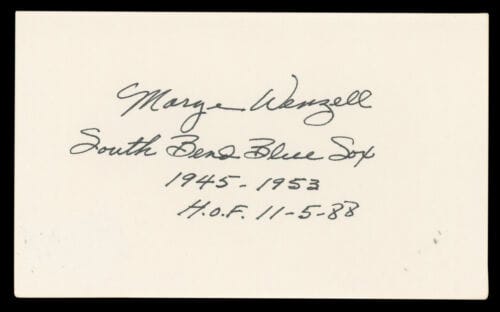 Marge Wenzell
South Bend Blue Sox
1945-1953
H.O.F. 11-5-88